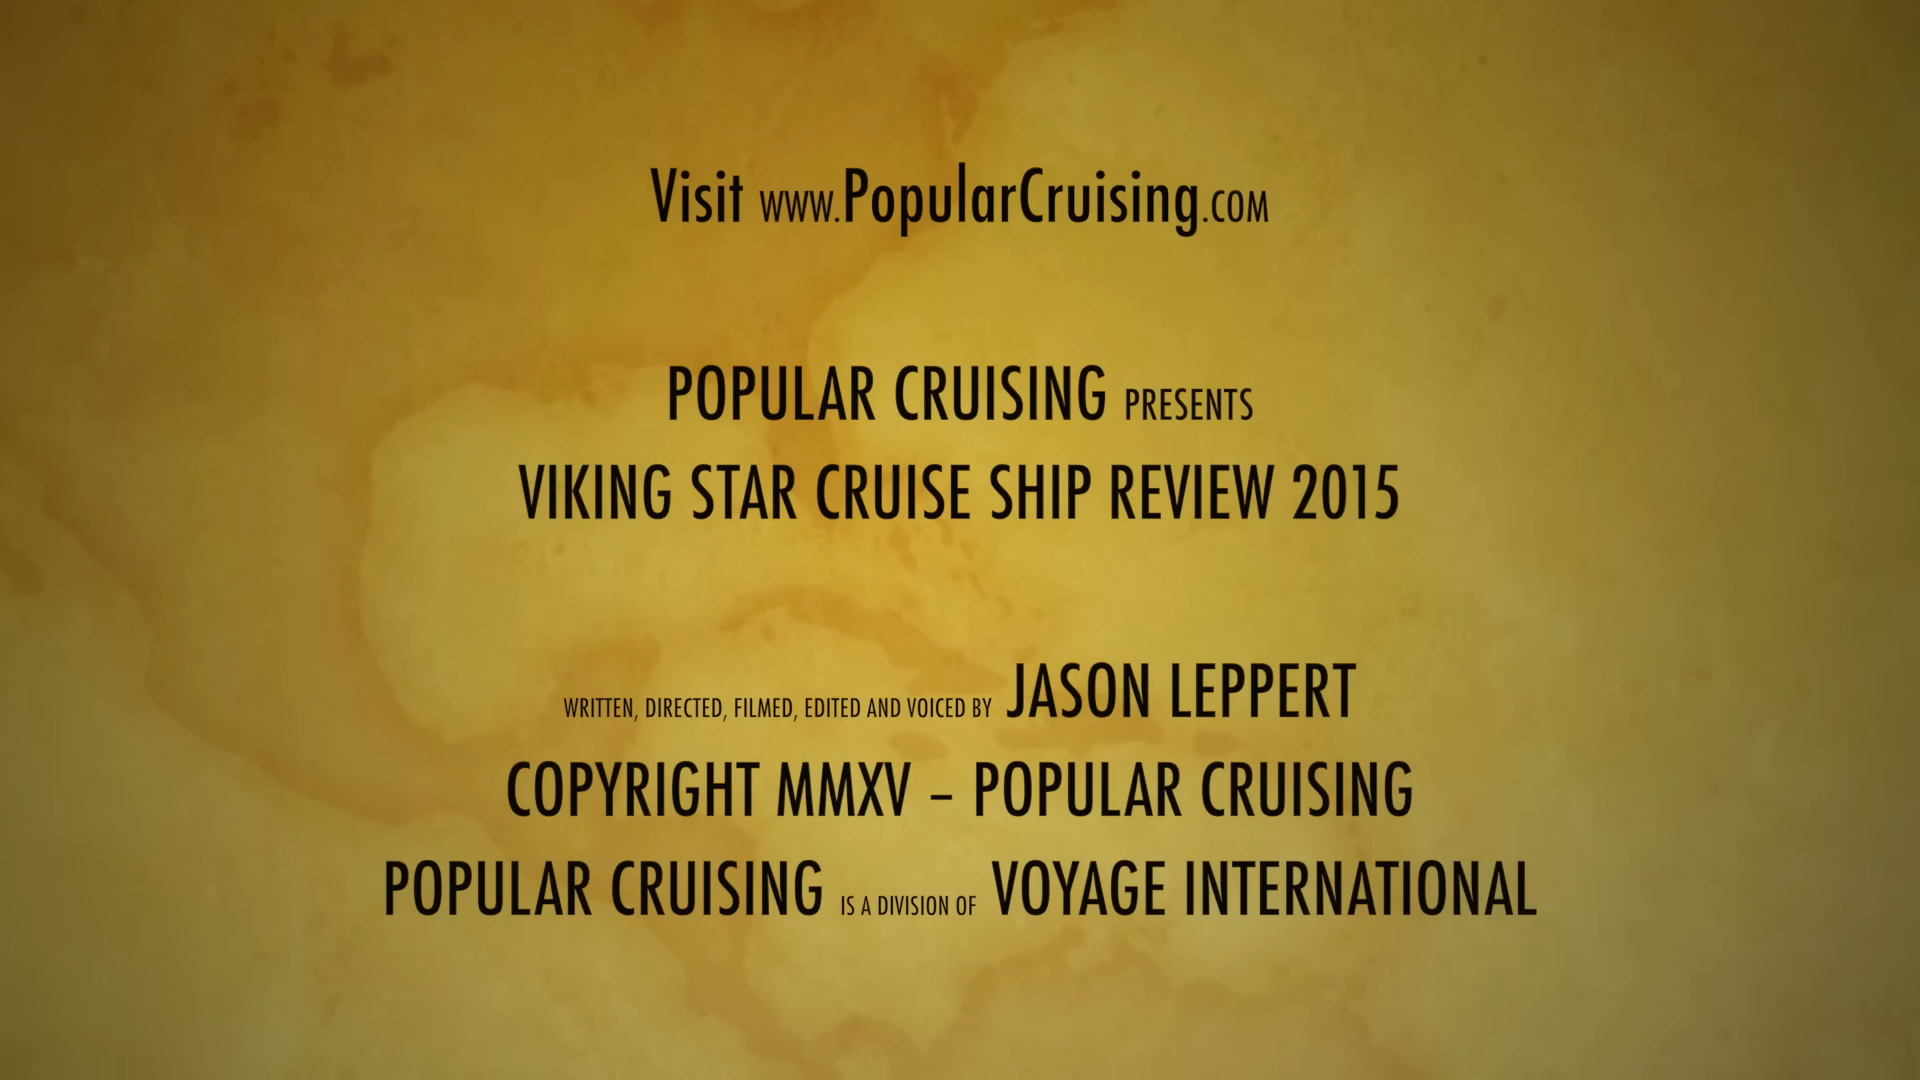 Visit www.PopularCruising.com
POPULAR CRUISING PRESENTS
VIKING STAR CRUISE SHIP REVIEW 2015
WRITTEN, DIRECTED, FILMED, EDITED AND VOICED BY JASON LEPPERT
COPYRIGHT MMXV – POPULAR CRUISING
POPULAR CRUISING IS A DIVISION OF VOYAGE INTERNATIONAL